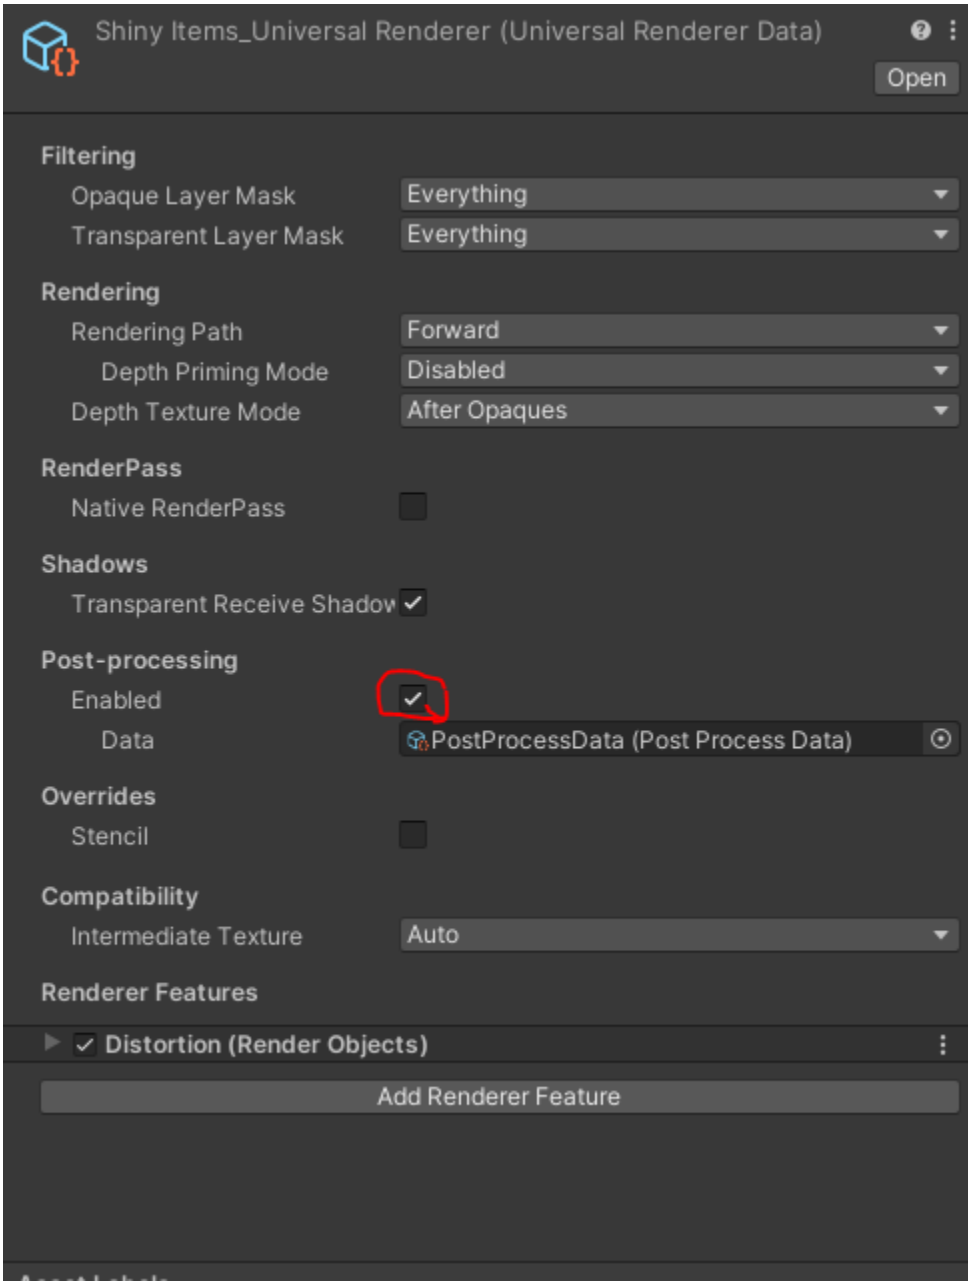 Shiny Items_Universal Renderer (Universal Renderer Data)
Open
Filtering
Opaque Layer Mask Everything
Transparent Layer Mask Everything
Rendering
Rendering Path Forward
Depth Priming Mode Disabled
Depth Texture Mode After Opaques
RenderPass
Native RenderPass
Shadows
Transparent Receive Shadow
Post-processing
Enabled
Data PostProcessData (Post Process Data)
Overrides
Stencil
Compatibility
Intermediate Texture Auto
Renderer Features
Distortion (Render Objects)
Add Renderer Feature